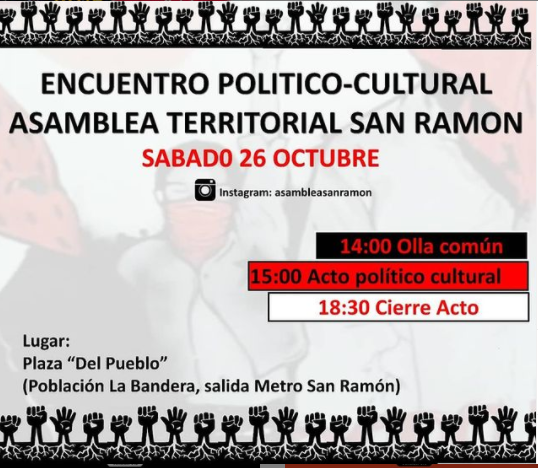 ENCUENTRO POLITICO-CULTURAL
ASAMBLEA TERRITORIAL SAN RAMON
SABADO 26 OCTUBRE
Instagram: asambleasanramon
14:00 Olla común
15:00 Acto político cultural
18:30 Cierre Acto
Lugar:
Plaza “Del Pueblo”
(Población La Bandera, salida Metro San Ramón)